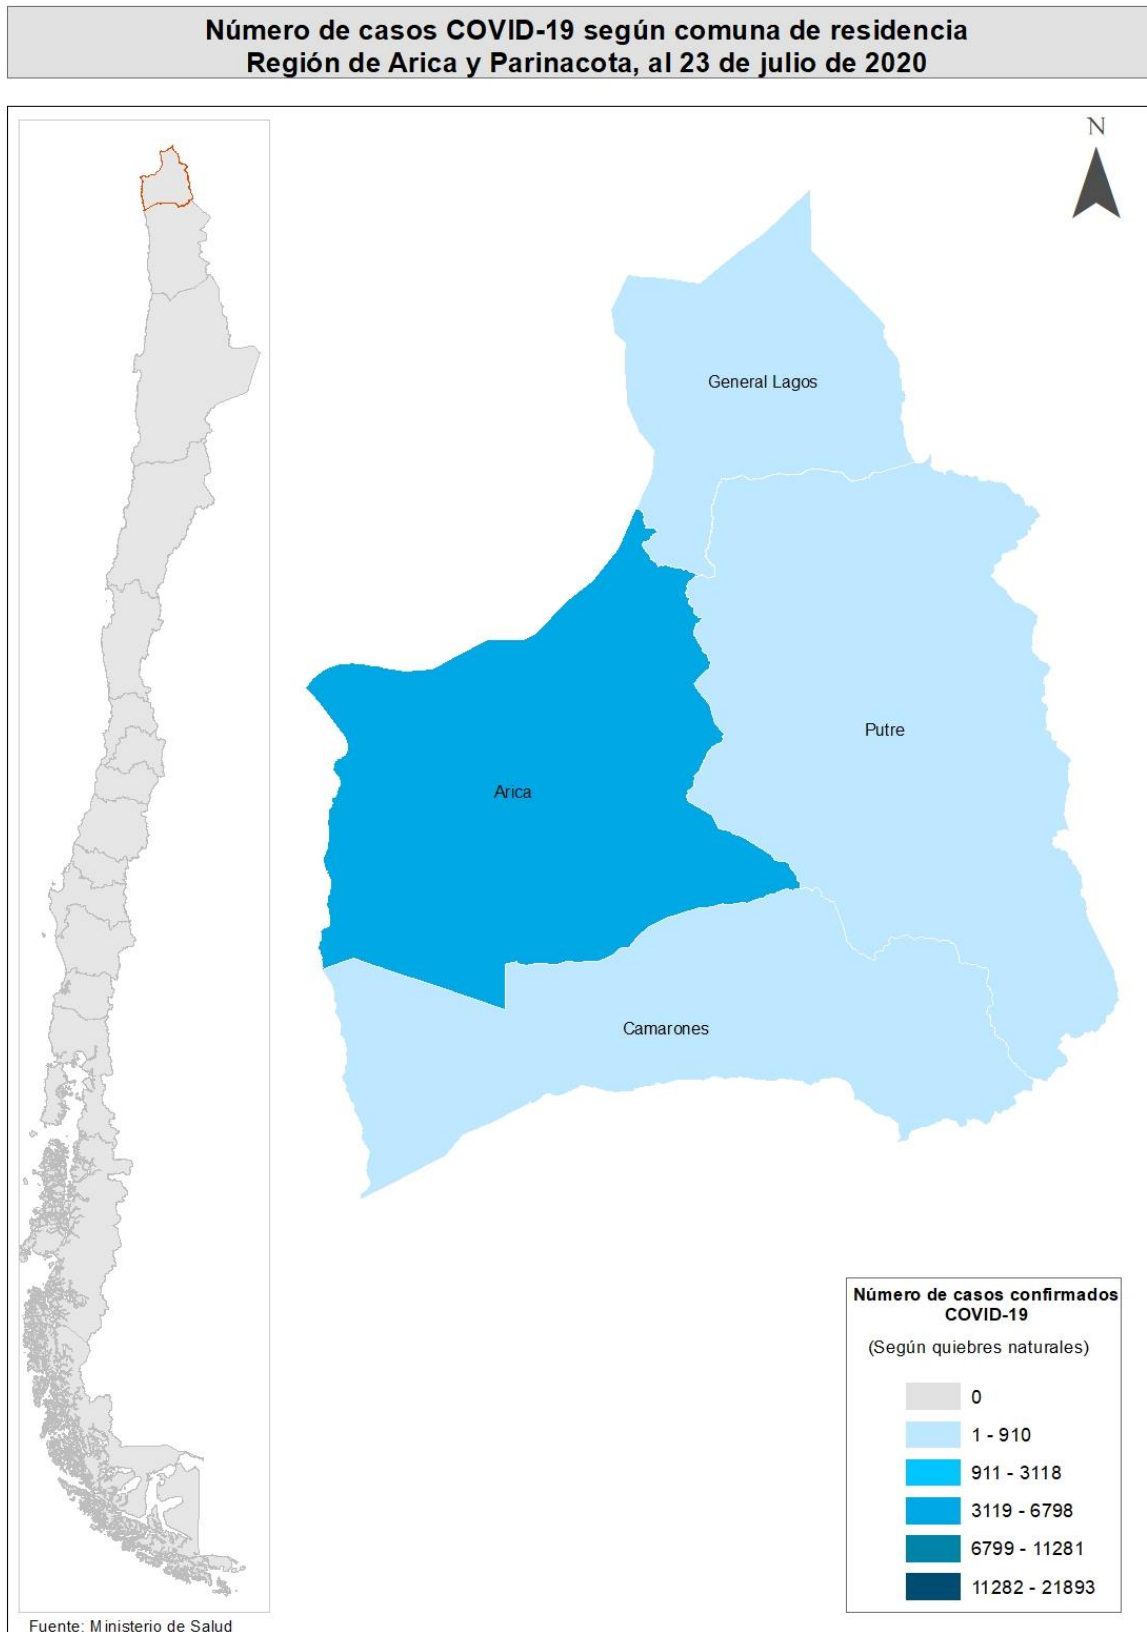 Número de casos COVID-19 según comuna de residencia
Región de Arica y Parinacota, al 23 de julio de 2020
N
General Lagos
Putre
Arica
Camarones
Número de casos confirmados
COVID-19
(Según quiebres naturales)
0
1 - 910
911 - 3118
3119 - 6798
6799 - 11281
11282 - 21893
Fuente: Ministerio de Salud